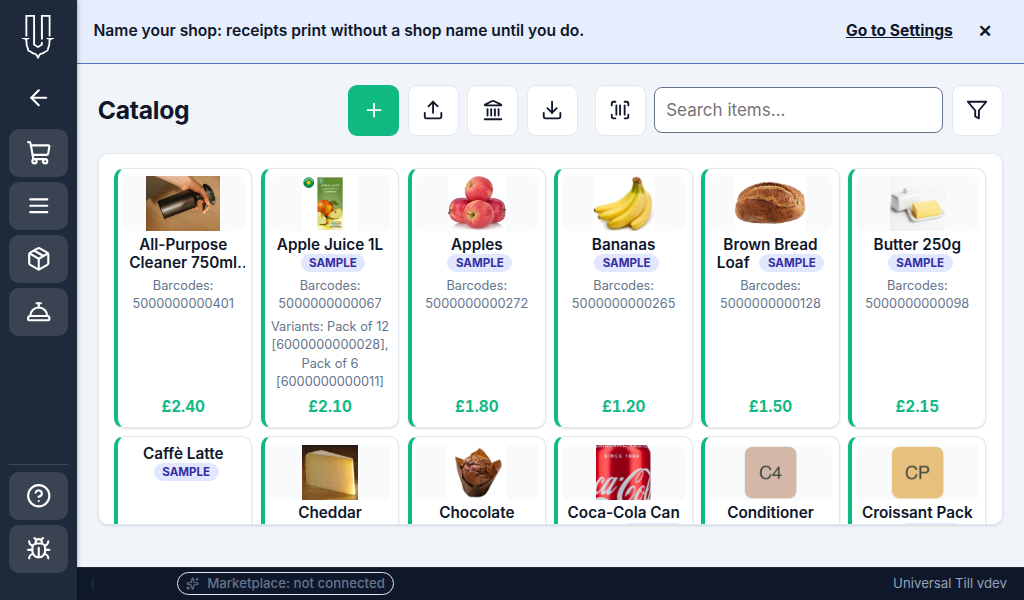 Name your shop: receipts print without a shop name until you do.
Go to Settings
Catalog
Search items...
All-Purpose
Cleaner 750ml..
Barcodes:
5000000000401
£2.40
Apple Juice 1L
SAMPLE
Barcodes:
5000000000067
Variants: Pack of 12
[6000000000028],
Pack of 6
[6000000000011]
£2.10
Apples
SAMPLE
Barcodes:
5000000000272
£1.80
Bananas
SAMPLE
Barcodes:
5000000000265
£1.20
Brown Bread
Loaf SAMPLE
Barcodes:
5000000000128
£1.50
Butter 250g
SAMPLE
Barcodes:
5000000000098
£2.15
Caffè Latte
SAMPLE
Cheddar
Chocolate
Coca-Cola Can
C4
Conditioner
CP
Croissant Pack
Marketplace: not connected
Universal Till vdev